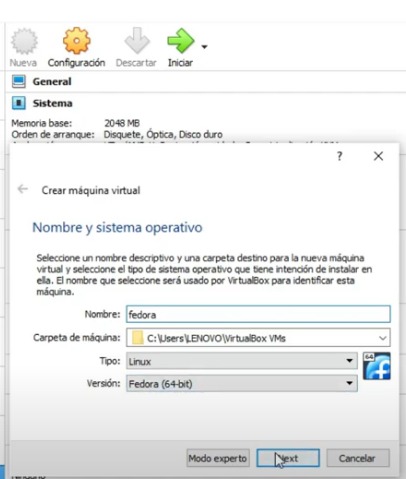 Nueva Configuración Descartar Iniciar
General
Sistema
Memoria base: 2048 MB
Orden de arranque: Disquete, Óptica, Disco duro
? X
Crear máquina virtual
Nombre y sistema operativo
Seleccione un nombre descriptivo y una carpeta destino para la nueva máquina
virtual y seleccione el tipo de sistema operativo que tiene intención de instalar en
ella. El nombre que seleccione será usado por VirtualBox para identificar esta
máquina.
Nombre: fedora
Carpeta de máquina: C:\Users\LENOVO\VirtualBox VMs
Tipo: Linux
64
Versión: Fedora (64-bit)
Modo experto Next Cancelar